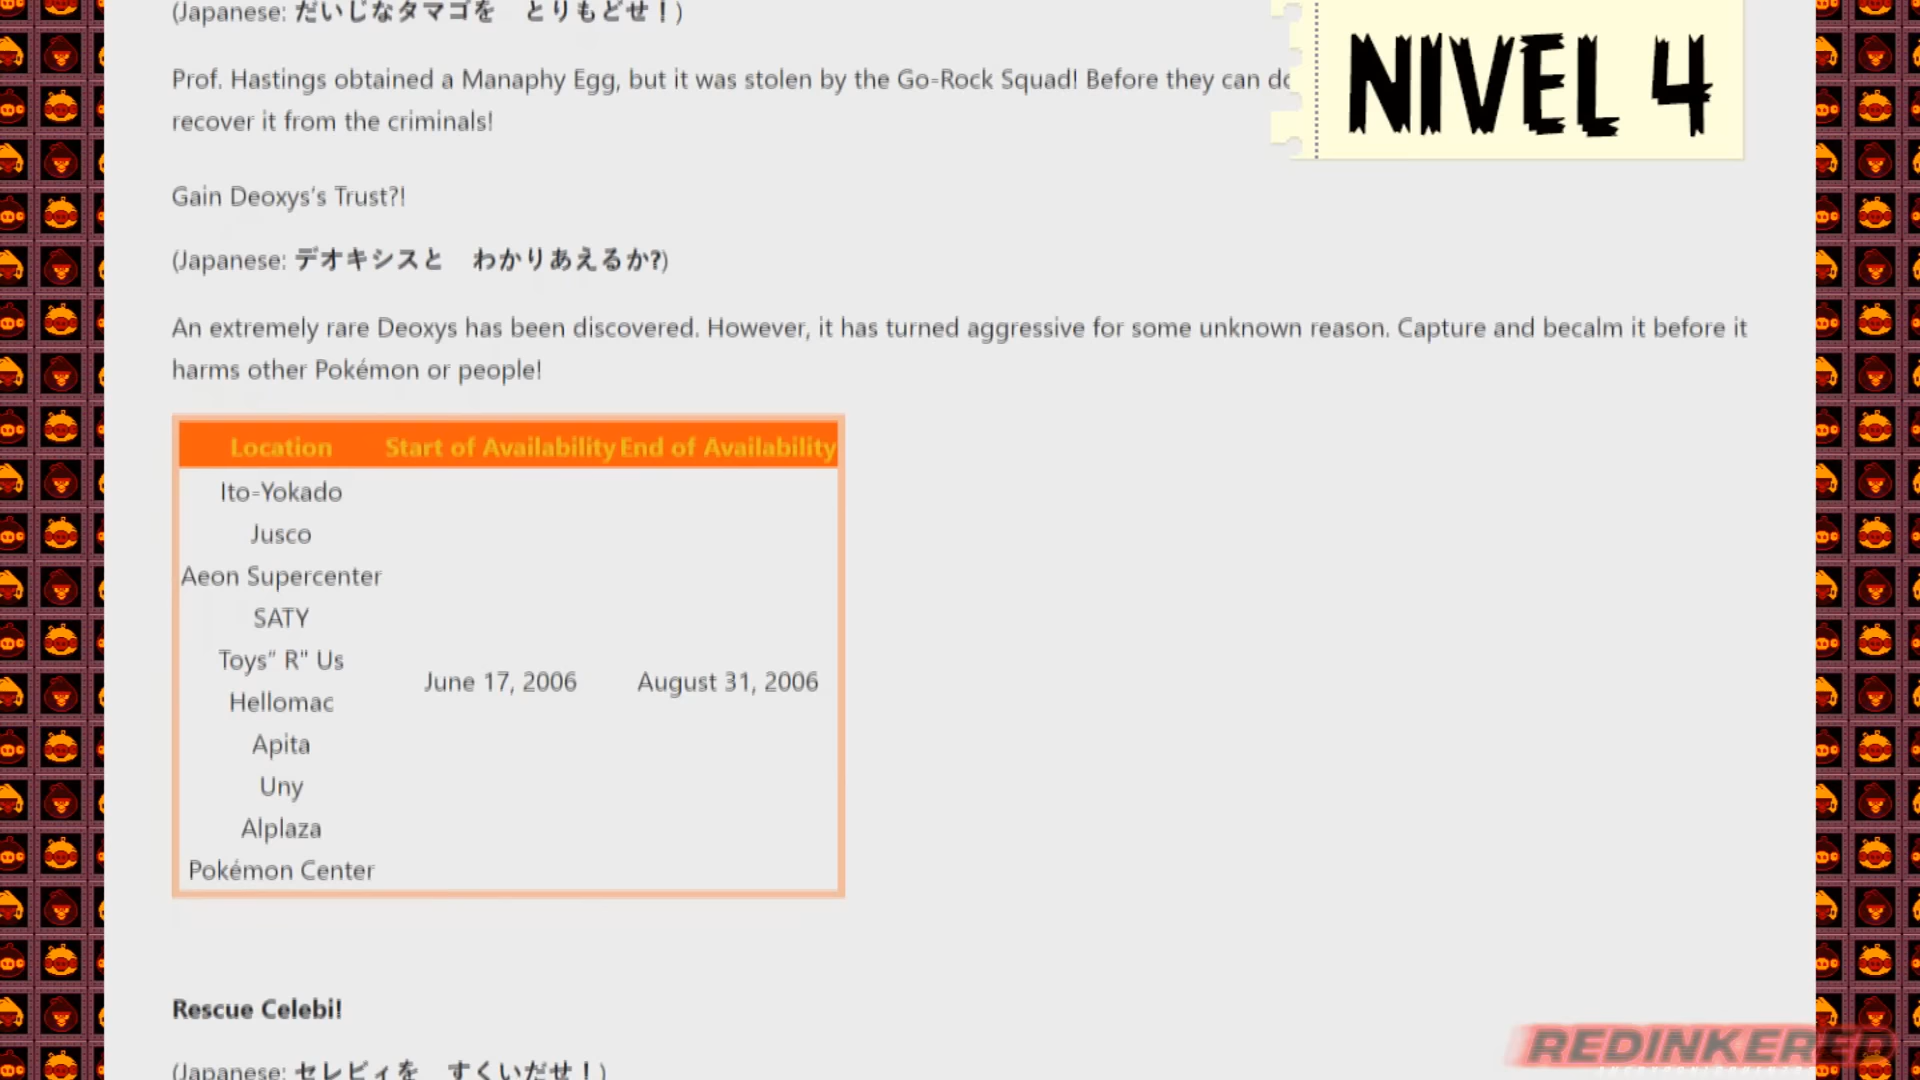 (Japanese: だいじなタマゴを　とりもどせ！)
NIVEL 4
Prof. Hastings obtained a Manaphy Egg, but it was stolen by the Go-Rock Squad! Before they can do
recover it from the criminals!
Gain Deoxys's Trust?!
(Japanese: デオキシスと　わかりあえるか?)
An extremely rare Deoxys has been discovered. However, it has turned aggressive for some unknown reason. Capture and becalm it before it
harms other Pokémon or people!
Location Start of Availability End of Availability
Ito-Yokado
Jusco
Aeon Supercenter
SATY
Toys" R" Us
June 17, 2006 August 31, 2006
Hellomac
Apita
Uny
Alplaza
Pokémon Center
Rescue Celebi!
(Japanese: セレビィを　すくいだせ！)
REDINKERED